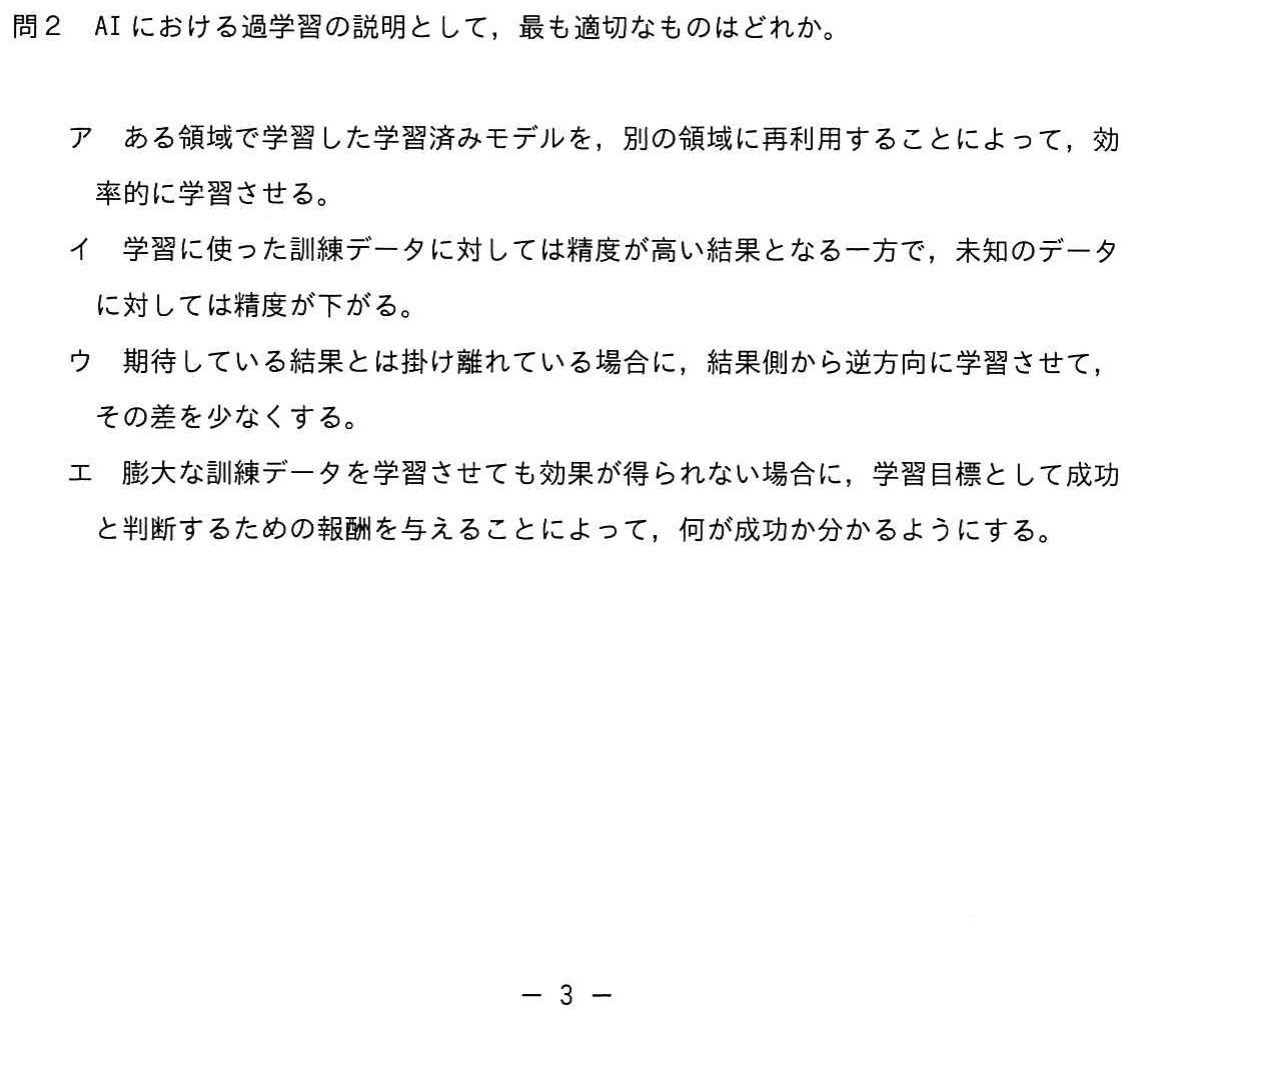 問２　AI における過学習の説明として，最も適切なものはどれか。
ア　ある領域で学習した学習済みモデルを，別の領域に再利用することによって，効
率的に学習させる。
イ　学習に使った訓練データに対しては精度が高い結果となる一方で，未知のデータ
に対しては精度が下がる。
ウ　期待している結果とは掛け離れている場合に，結果側から逆方向に学習させて，
その差を少なくする。
エ　膨大な訓練データを学習させても効果が得られない場合に，学習目標として成功
と判断するための報酬を与えることによって，何が成功か分かるようにする。
― 3 ―